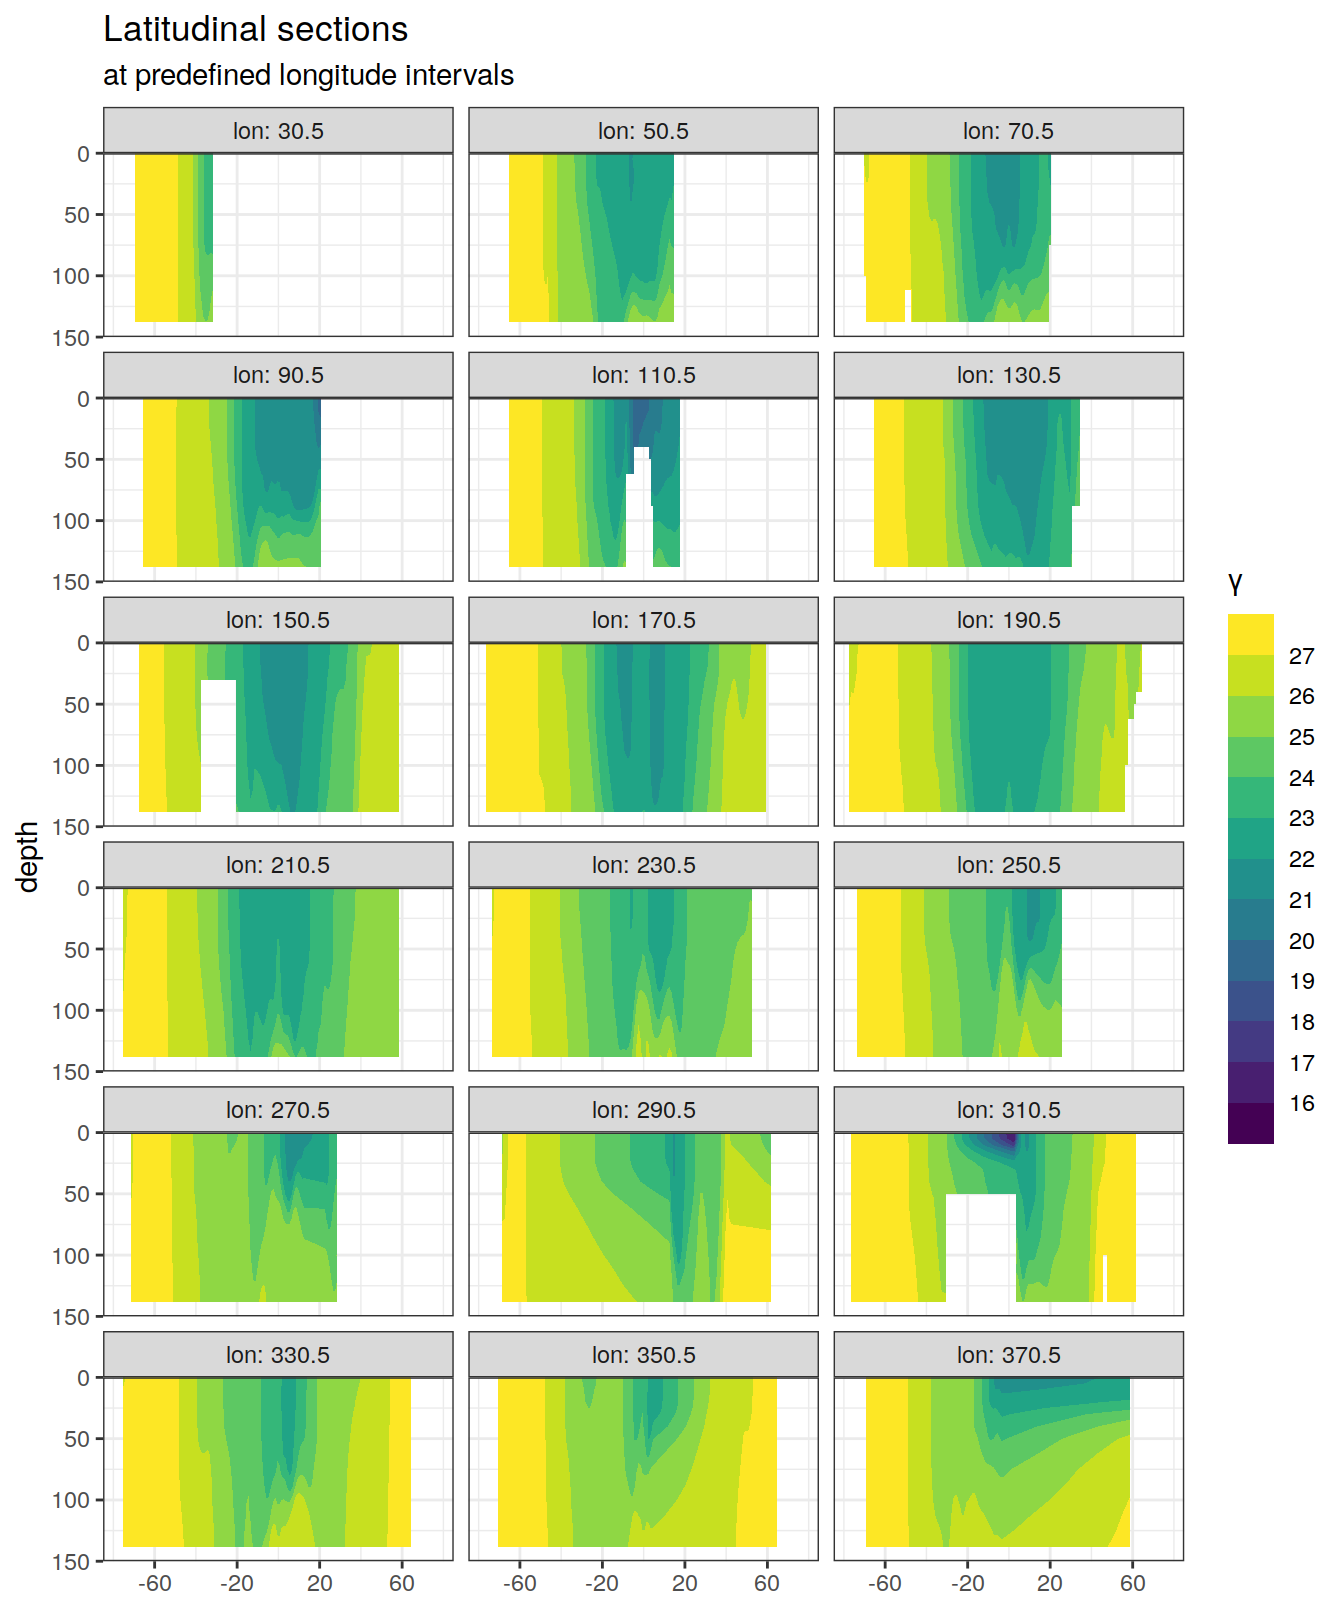 Latitudinal sections
at predefined longitude intervals
lon: 30.5
lon: 50.5
lon: 70.5
0
50
100
150
lon: 90.5
lon: 110.5
lon: 130.5
0
50
100
150
lon: 150.5
lon: 170.5
lon: 190.5
0
50
100
150
lon: 210.5
lon: 230.5
lon: 250.5
0
50
100
150
lon: 270.5
lon: 290.5
lon: 310.5
0
50
100
150
lon: 330.5
lon: 350.5
lon: 370.5
0
50
100
150
-60 -20 20 60
-60 -20 20 60
-60 -20 20 60
depth
γ
27
26
25
24
23
22
21
20
19
18
17
16